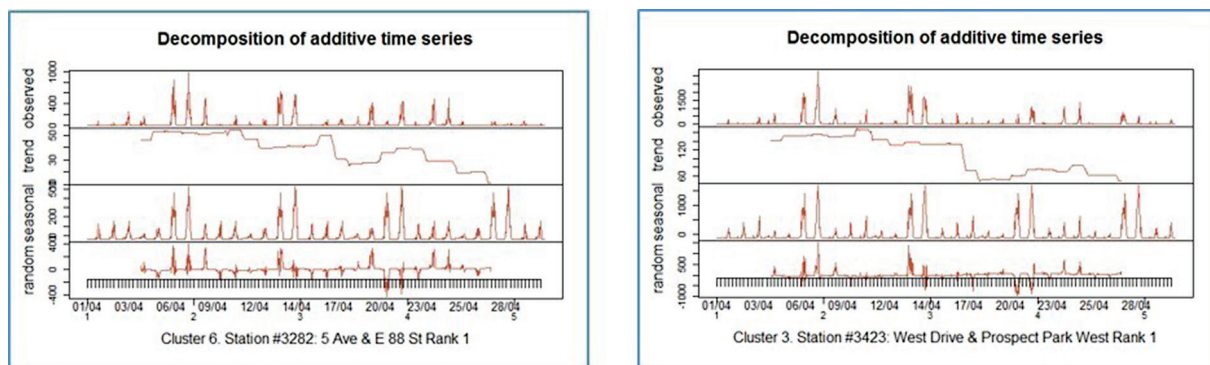 Decomposition of additive time series
observed
1000
400
trend
50
30
seasonal
500
200
random
400
0
-400
01/04 03/04 06/04 09/04 12/04 14/04 17/04 20/04 23/04 25/04 28/04
1 2 3 4 5
Cluster 6. Station #3282: 5 Ave & E 88 St Rank 1
Decomposition of additive time series
observed
1500
0
trend
120
60
seasonal
1000
0
random
500
-1000
01/04 03/04 06/04 09/04 12/04 14/04 17/04 20/04 23/04 25/04 28/04
1 2 3 4 5
Cluster 3. Station #3423: West Drive & Prospect Park West Rank 1